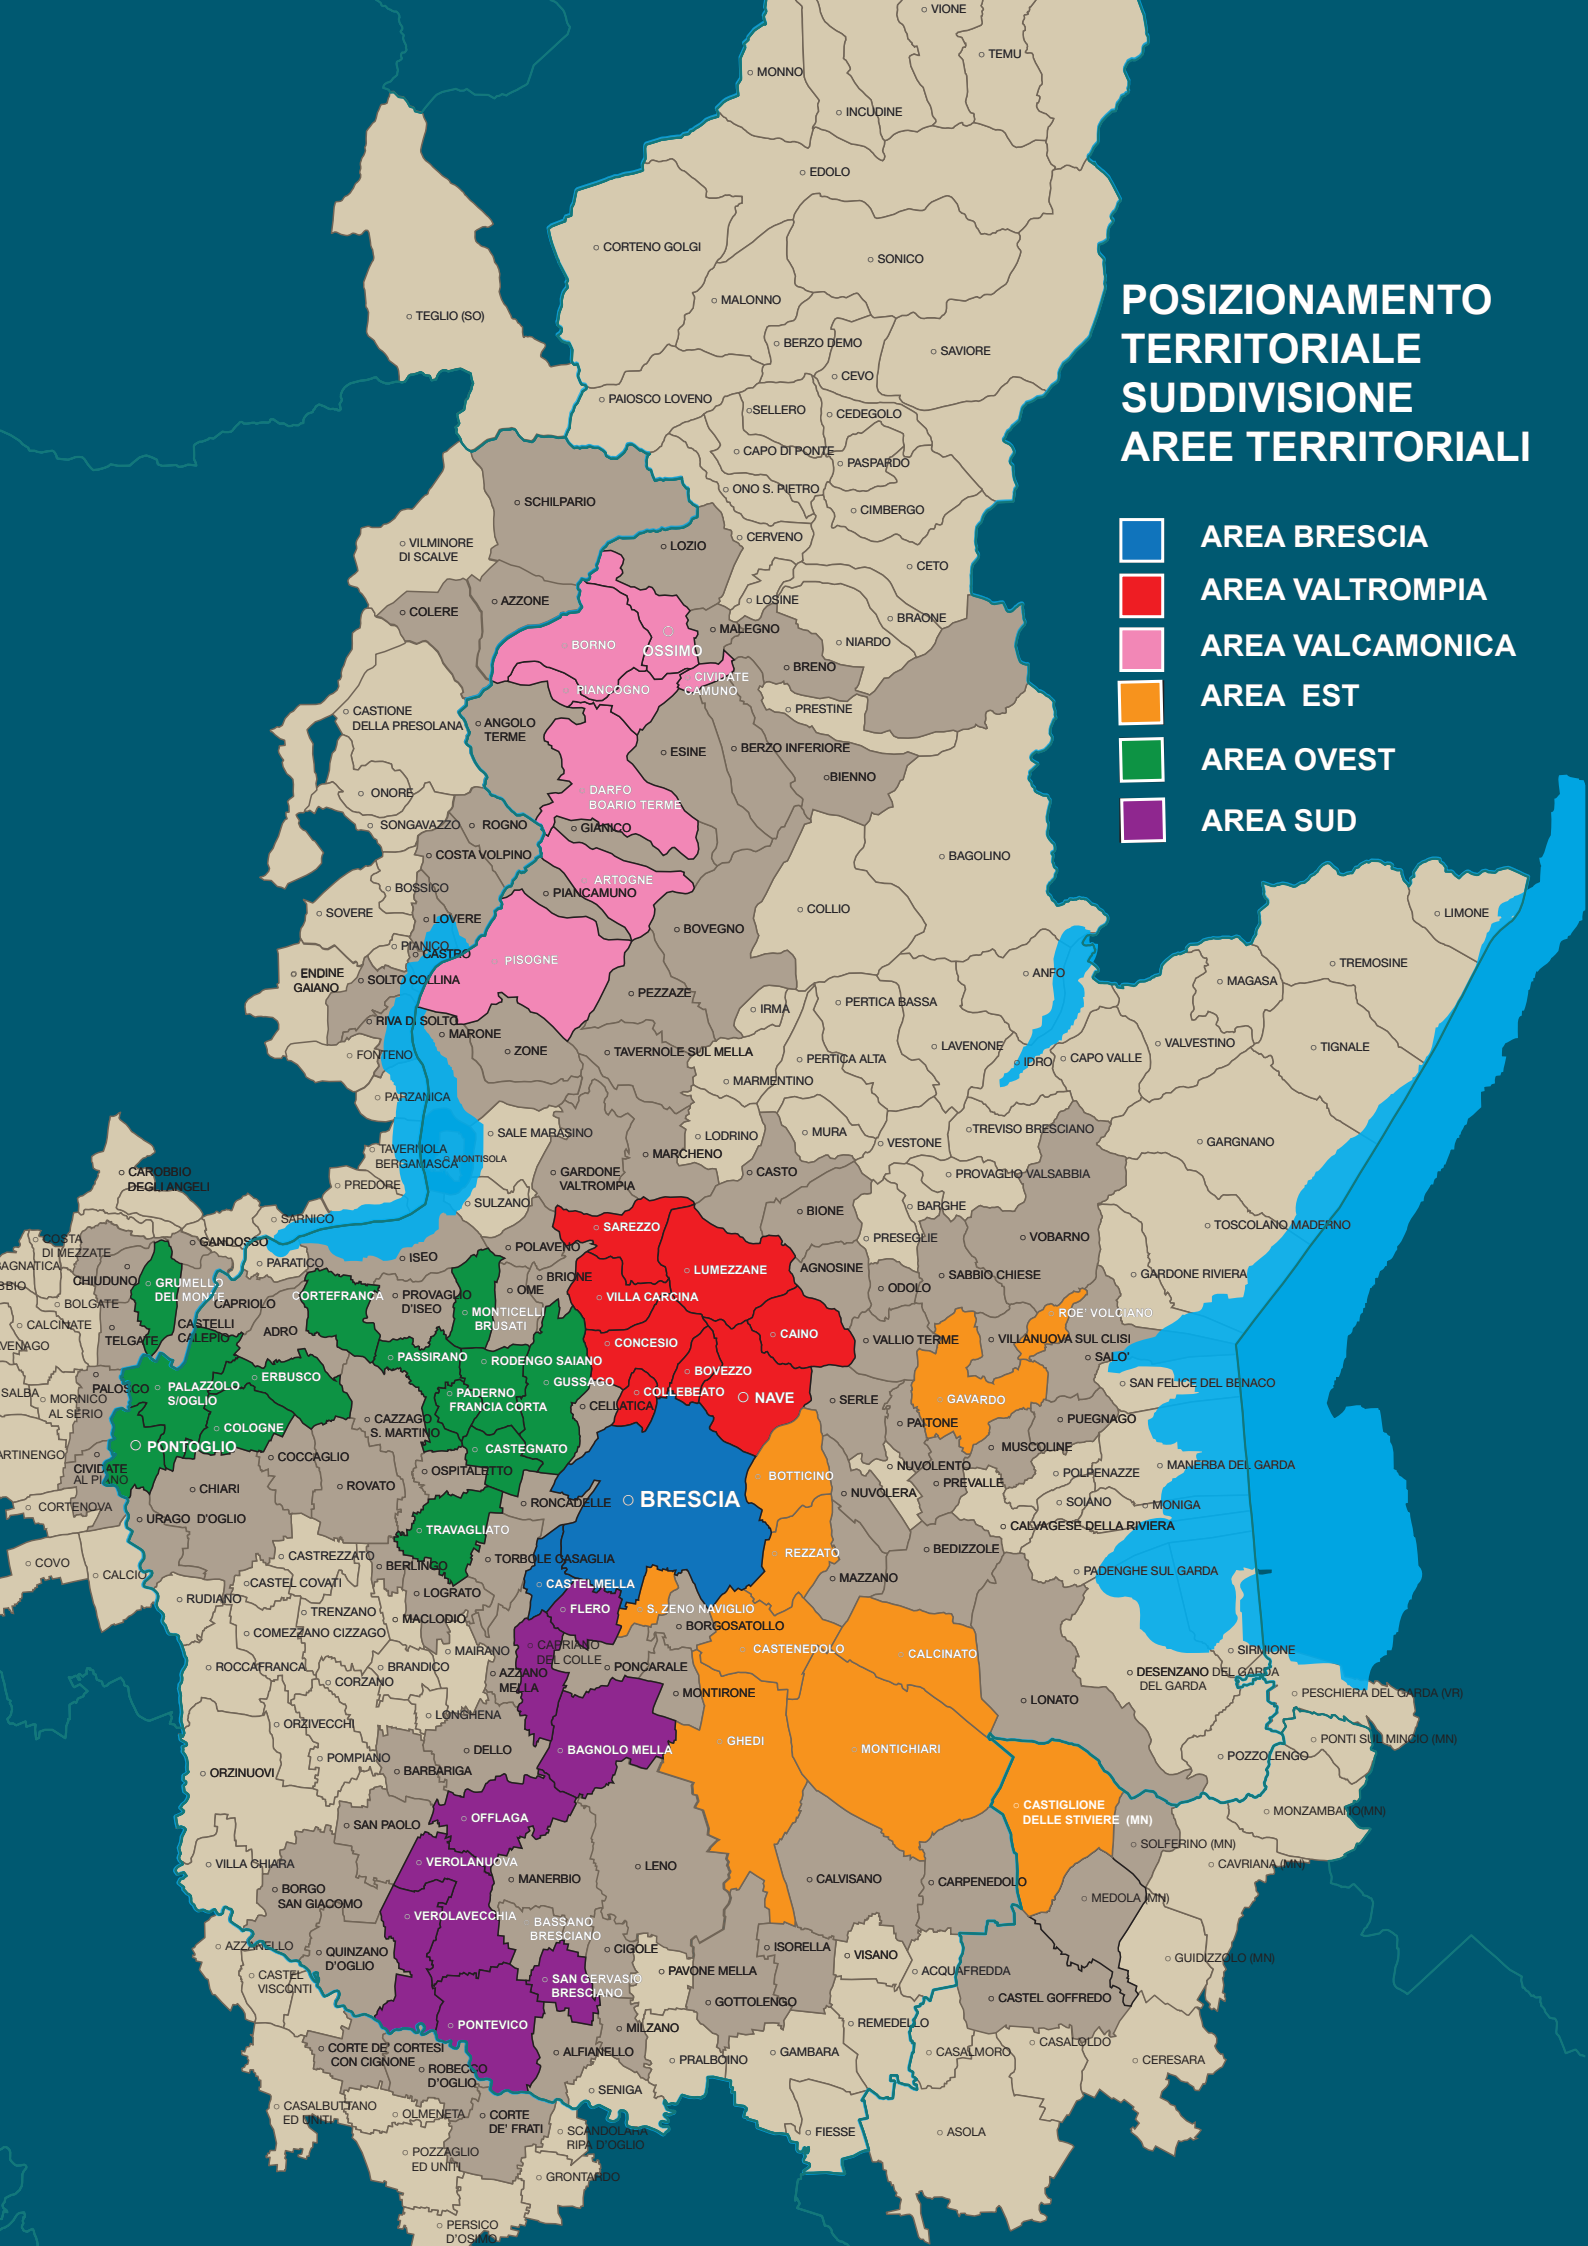 VIONE
TEMU
MONNO
INCUDINE
EDOLO
CORTENO GOLGI
SONICO
MALONNO
TEGLIO (SO)
BERZO DEMO
SAVIORE
CEVO
PAIOSCO LOVENO
SELLERO
CEDEGOLO
CAPO DI PONTE
PASPARDO
ONO S. PIETRO
CIMBERGO
SCHILPARIO
CERVENO
LOZIO
VILMINORE
DI SCALVE
CETO
POSIZIONAMENTO
TERRITORIALE
SUDDIVISIONE
AREE TERRITORIALI
AREA BRESCIA
AREA VALTROMPIA
AREA VALCAMONICA
AREA  EST
AREA OVEST
AREA SUD
AZZONE
COLERE
LOSINE
BRAONE
MALEGNO
NIARDO
BORNO
OSSIMO
BRENO
CIVIDATE
CAMUNO
PIANCOGNO
PRESTINE
CASTIONE
DELLA PRESOLANA
ANGOLO
TERME
ESINE
BERZO INFERIORE
BIENNO
ONORE
DARFO
BOARIO TERME
SONGAVAZZO
ROGNO
GIANICO
COSTA VOLPINO
BAGOLINO
BOSSICO
ARTOGNE
PIANCAMUNO
SOVERE
LOVERE
COLLIO
LIMONE
BOVEGNO
PIANICO
CASTRO
PISOGNE
TREMOSINE
ENDINE
GAIANO
SOLTO COLLINA
ANFO
MAGASA
PEZZAZE
PERTICA BASSA
IRMA
RIVA DI SOLTO
MARONE
ZONE
TAVERNOLE SUL MELLA
LAVENONE
VALVESTINO
TIGNALE
FONTENO
PERTICA ALTA
IDRO
CAPO VALLE
MARMENTINO
PARZANICA
SALE MARASINO
LODRINO
MURA
TREVISO BRESCIANO
VESTONE
GARGNANO
TAVERNOLA
BERGAMASCA
MONTISOLA
MARCHENO
CAROBBIO
DEGLI ANGELI
GARDONE
VALTROMPIA
CASTO
PROVAGLIO VALSABBIA
PREDORE
SULZANO
BIONE
BARGHE
SARNICO
SAREZZO
TOSCOLANO MADERNO
COSTA
DI MEZZATE
GANDOSSO
POLAVENO
PRESEGLIE
VOBARNO
ISEO
AGNATICA
PARATICO
LUMEZZANE
AGNOSINE
CHIUDUNO
BRIONE
SABBIO CHIESE
GARDONE RIVIERA
BBIO
GRUMELLO
DEL MONTE
CORTEFRANCA
PROVAGLIO
D'ISEO
OME
VILLA CARCINA
ODOLO
BOLGATE
CAPRIOLO
MONTICELLI
BRUSATI
ROE' VOLCIANO
CALCINATE
CASTELLI
CALEPIO
ADRO
CAINO
VALLIO TERME
VILLANUOVA SUL CLISI
TELGATE
CONCESIO
VENAGO
PASSIRANO
RODENGO SAIANO
SALO'
BOVEZZO
ERBUSCO
GUSSAGO
SAN FELICE DEL BENACO
SALBA
PALOSCO
PALAZZOLO
S/OGLIO
PADERNO
FRANCIA CORTA
COLLEBEATO
NAVE
SERLE
GAVARDO
MORNICO
AL SERIO
CELLATICA
COLOGNE
CAZZAGO
S. MARTINO
PAITONE
PUEGNAGO
PONTOGLIO
CASTEGNATO
MUSCOLINE
ARTINENGO
COCCAGLIO
OSPITALETTO
NUVOLENTO
MANERBA DEL GARDA
CIVIDATE
AL PIANO
BOTTICINO
POLPENAZZE
CHIARI
ROVATO
NUVOLERA
PREVALLE
BRESCIA
RONCADELLE
SOIANO
MONIGA
CORTENOVA
URAGO  D'OGLIO
TRAVAGLIATO
CALVAGESE DELLA RIVIERA
REZZATO
BEDIZZOLE
CASTREZZATO
TORBOLE CASAGLIA
COVO
BERLINGO
PADENGHE SUL GARDA
CALCIO
CASTEL COVATI
CASTELMELLA
MAZZANO
RUDIANO
LOGRATO
TRENZANO
FLERO
S. ZENO NAVIGLIO
MACLODIO
BORGOSATOLLO
COMEZZANO CIZZAGO
CAPRIANO
DEL COLLE
CASTENEDOLO
MAIRANO
SIRMIONE
CALCINATO
ROCCAFRANCA
BRANDICO
PONCARALE
AZZANO
MELLA
DESENZANO DEL GARDA
DEL GARDA
CORZANO
MONTIRONE
PESCHIERA DEL GARDA (VR)
LONATO
LONGHENA
ORZIVECCHI
GHEDI
PONTI SUL MINCIO (MN)
DELLO
BAGNOLO MELLA
MONTICHIARI
POMPIANO
POZZOLENGO
ORZINUOVI
BARBARIGA
CASTIGLIONE
DELLE STIVIERE  (MN)
MONZAMBANO(MN)
OFFLAGA
SAN PAOLO
SOLFERINO (MN)
VILLA CHIARA
VEROLANUOVA
LENO
CAVRIANA (MN)
MANERBIO
CALVISANO
CARPENEDOLO
BORGO
SAN GIACOMO
MEDOLA (MN)
VEROLAVECCHIA
BASSANO
BRESCIANO
AZZANELLO
CIGOLE
ISORELLA
QUINZANO
D'OGLIO
VISANO
GUIDIZZOLO (MN)
CASTEL
VISCONTI
SAN GERVASIO
BRESCIANO
PAVONE MELLA
ACQUAFREDDA
GOTTOLENGO
CASTEL GOFFREDO
PONTEVICO
MILZANO
REMEDELLO
CORTE DE' CORTESI
CON CIGNONE
ALFIANELLO
CASALOLDO
ROBECCO
D'OGLIO
PRALBOINO
GAMBARA
CASALMORO
CERESARA
SENIGA
CASALBUTTANO
ED UNITI
OLMENETA
CORTE
DE' FRATI
SCANDOLARA
RIPA D'OGLIO
FIESSE
ASOLA
POZZAGLIO
ED UNITI
GRONTARDO
PERSICO
D'OSIMO